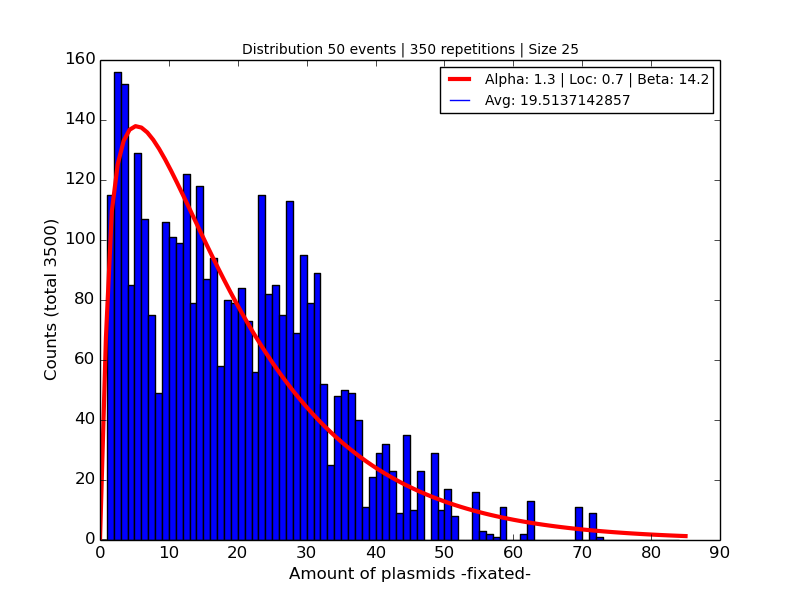 Distribution 50 events | 350 repetitions | Size 25
Alpha: 1.3 | Loc: 0.7 | Beta: 14.2
Avg: 19.5137142857
Counts (total 3500)
160
140
120
100
80
60
40
20
0
0 10 20 30 40 50 60 70 80 90
Amount of plasmids -fixated-